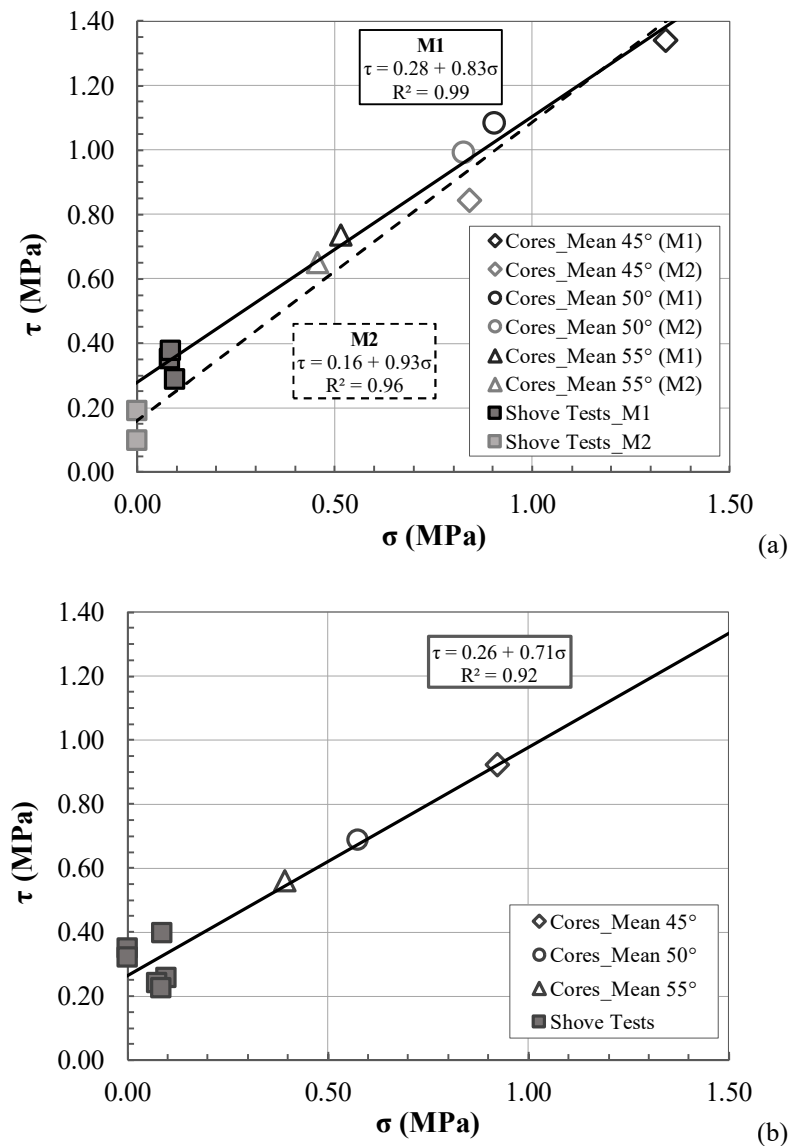 1.40
1.20
1.00
0.80
0.60
0.40
0.20
0.00
τ (MPa)
M1
τ = 0.28 + 0.83σ
R² = 0.99
M2
τ = 0.16 + 0.93σ
R² = 0.96
Cores_Mean 45° (M1)
Cores_Mean 45° (M2)
Cores_Mean 50° (M1)
Cores_Mean 50° (M2)
Cores_Mean 55° (M1)
Cores_Mean 55° (M2)
Shove Tests_M1
Shove Tests_M2
0.00 0.50 1.00 1.50
σ (MPa)
(a)
1.40
1.20
1.00
0.80
0.60
0.40
0.20
0.00
τ (MPa)
τ = 0.26 + 0.71σ
R² = 0.92
Cores_Mean 45°
Cores_Mean 50°
Cores_Mean 55°
Shove Tests
0.00 0.50 1.00 1.50
σ (MPa)
(b)